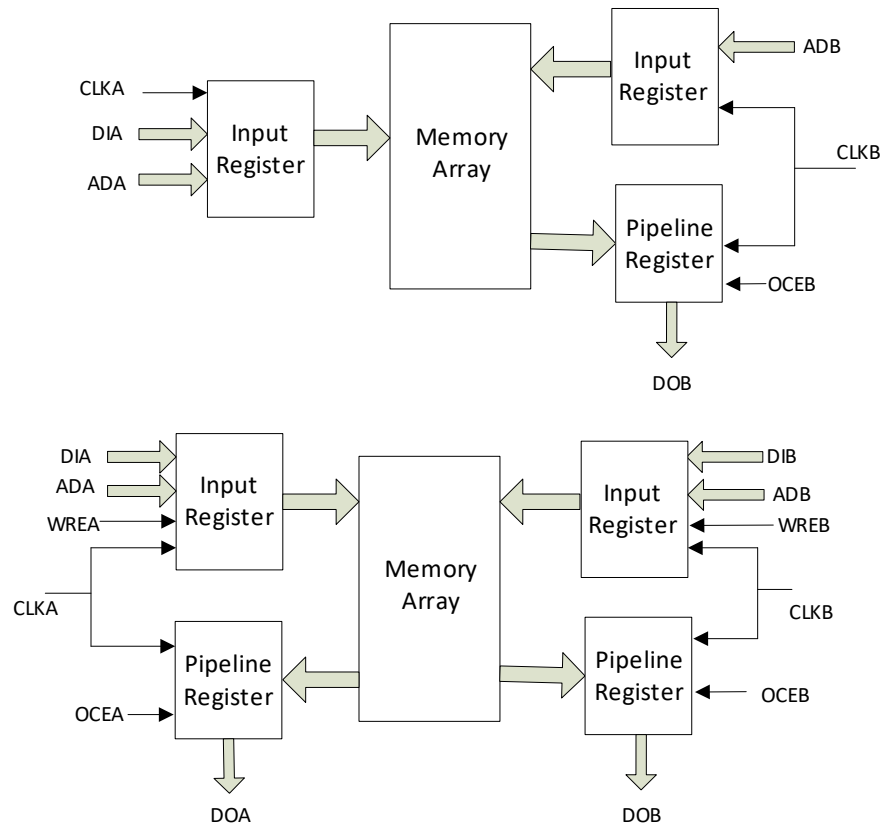 ADB
Input
Register
CLKA
DIA
ADA
Input
Register
Memory
Array
CLKB
Pipeline
Register
OCEB
DOB
DIA
ADA
WREA
Input
Register
DIB
ADB
WREB
Input
Register
Memory
Array
CLKA
CLKB
Pipeline
Register
OCEA
Pipeline
Register
OCEB
DOA
DOB